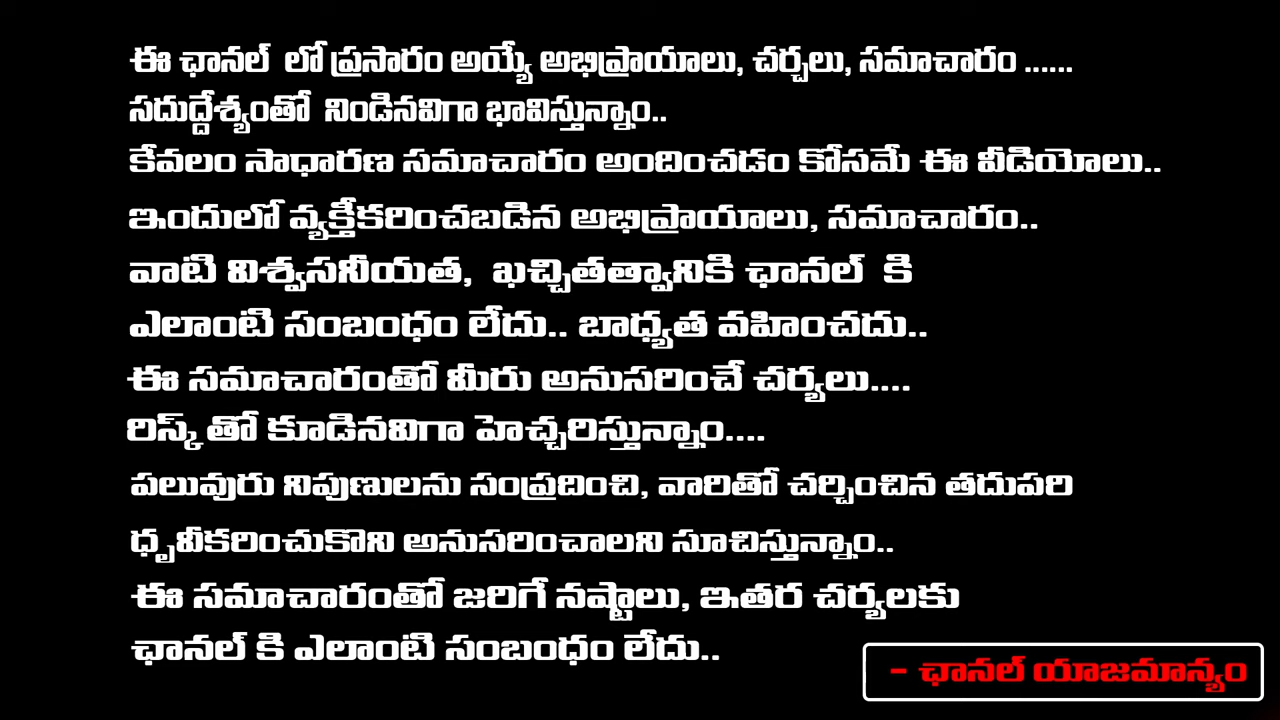 ఈ ఛానల్ లో ప్రసారం అయ్యే అభిప్రాయాలు, చర్చలు, సమాచారం ......
సదుద్దేశ్యంతో నిండినవిగా భావిస్తున్నాం..
కేవలం సాధారణ సమాచారం అందించడం కోసమే ఈ వీడియోలు..
ఇందులో వ్యక్తీకరించబడిన అభిప్రాయాలు, సమాచారం..
వాటి విశ్వసనీయత, ఖచ్చితత్వానికి ఛానల్ కి
ఎలాంటి సంబంధం లేదు.. బాధ్యత వహించదు..
ఈ సమాచారంతో మీరు అనుసరించే చర్యలు....
రిస్క్ తో కూడినవిగా హెచ్చరిస్తున్నాం....
పలువురు నిపుణులను సంప్రదించి, వారితో చర్చించిన తదుపరి
ధృవీకరించుకొని అనుసరించాలని సూచిస్తున్నాం..
ఈ సమాచారంతో జరిగే నష్టాలు, ఇతర చర్యలకు
ఛానల్ కి ఎలాంటి సంబంధం లేదు..
- ఛానల్ యాజమాన్యం